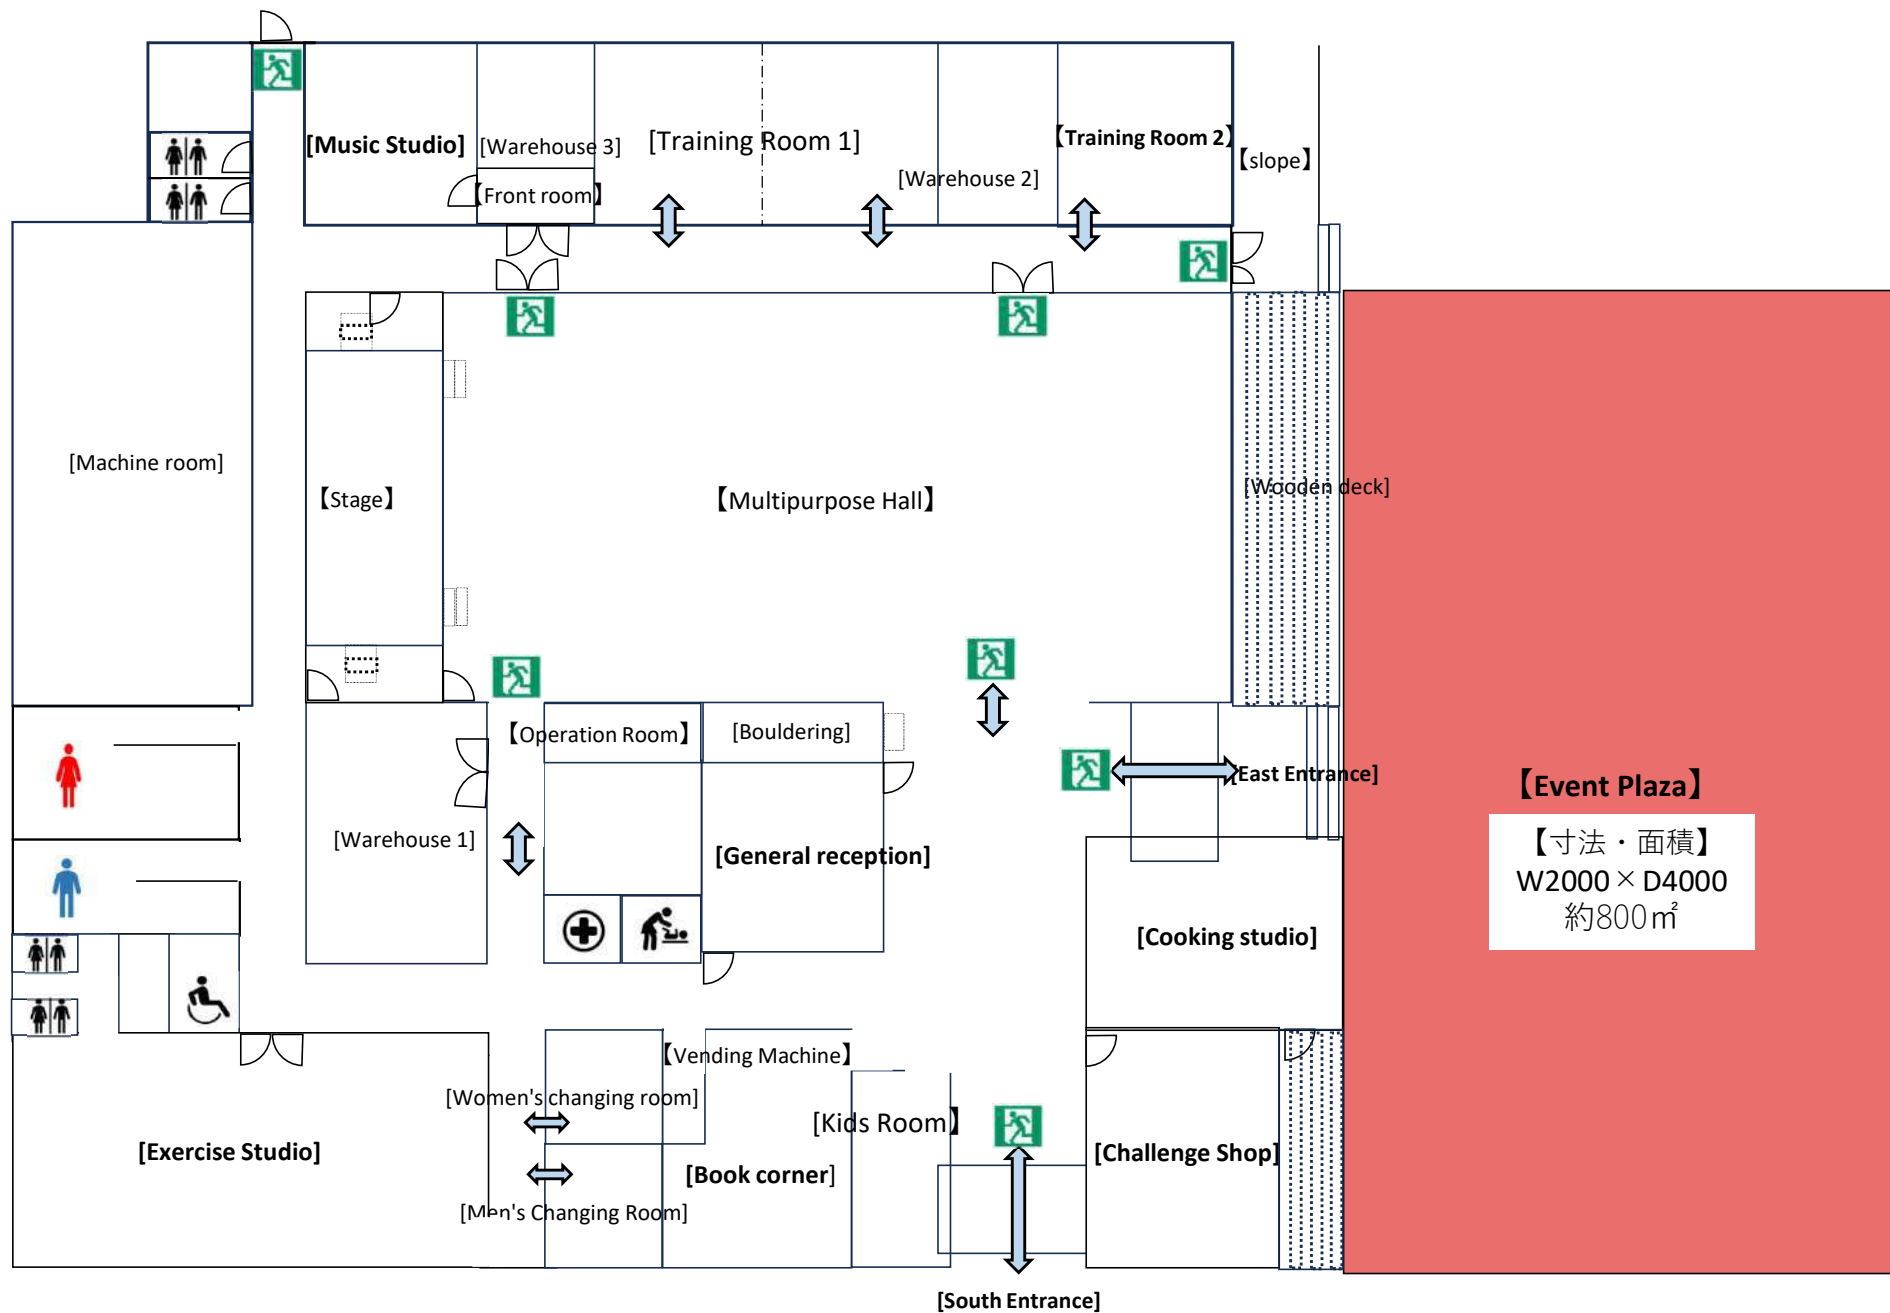 [Music Studio]
[Warehouse 3]
【Front room】
[Training Room 1]
[Warehouse 2]
【Training Room 2】
【slope】
[Machine room]
【Stage】
【Multipurpose Hall】
[Wooden deck]
【Operation Room】
[Bouldering]
[East Entrance]
【Event Plaza】
【寸法・面積】
W2000×D4000
約800㎡
[Warehouse 1]
[General reception]
[Cooking studio]
【Vending Machine】
[Women's changing room]
[Kids Room】
[Exercise Studio]
[Book corner]
[Challenge Shop]
[Men's Changing Room]
[South Entrance]